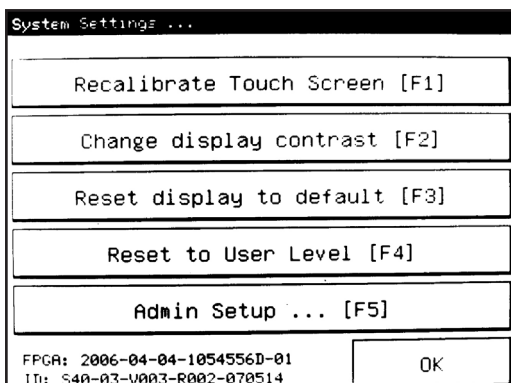 System Settings ...
Recalibrate Touch Screen [F1]
Change display contrast [F2]
Reset display to default [F3]
Reset to User Level [F4]
Admin Setup ... [F5]
FPGA: 2006-04-04-1054556D-01
OK
ID: S40-03-V003-R002-070514